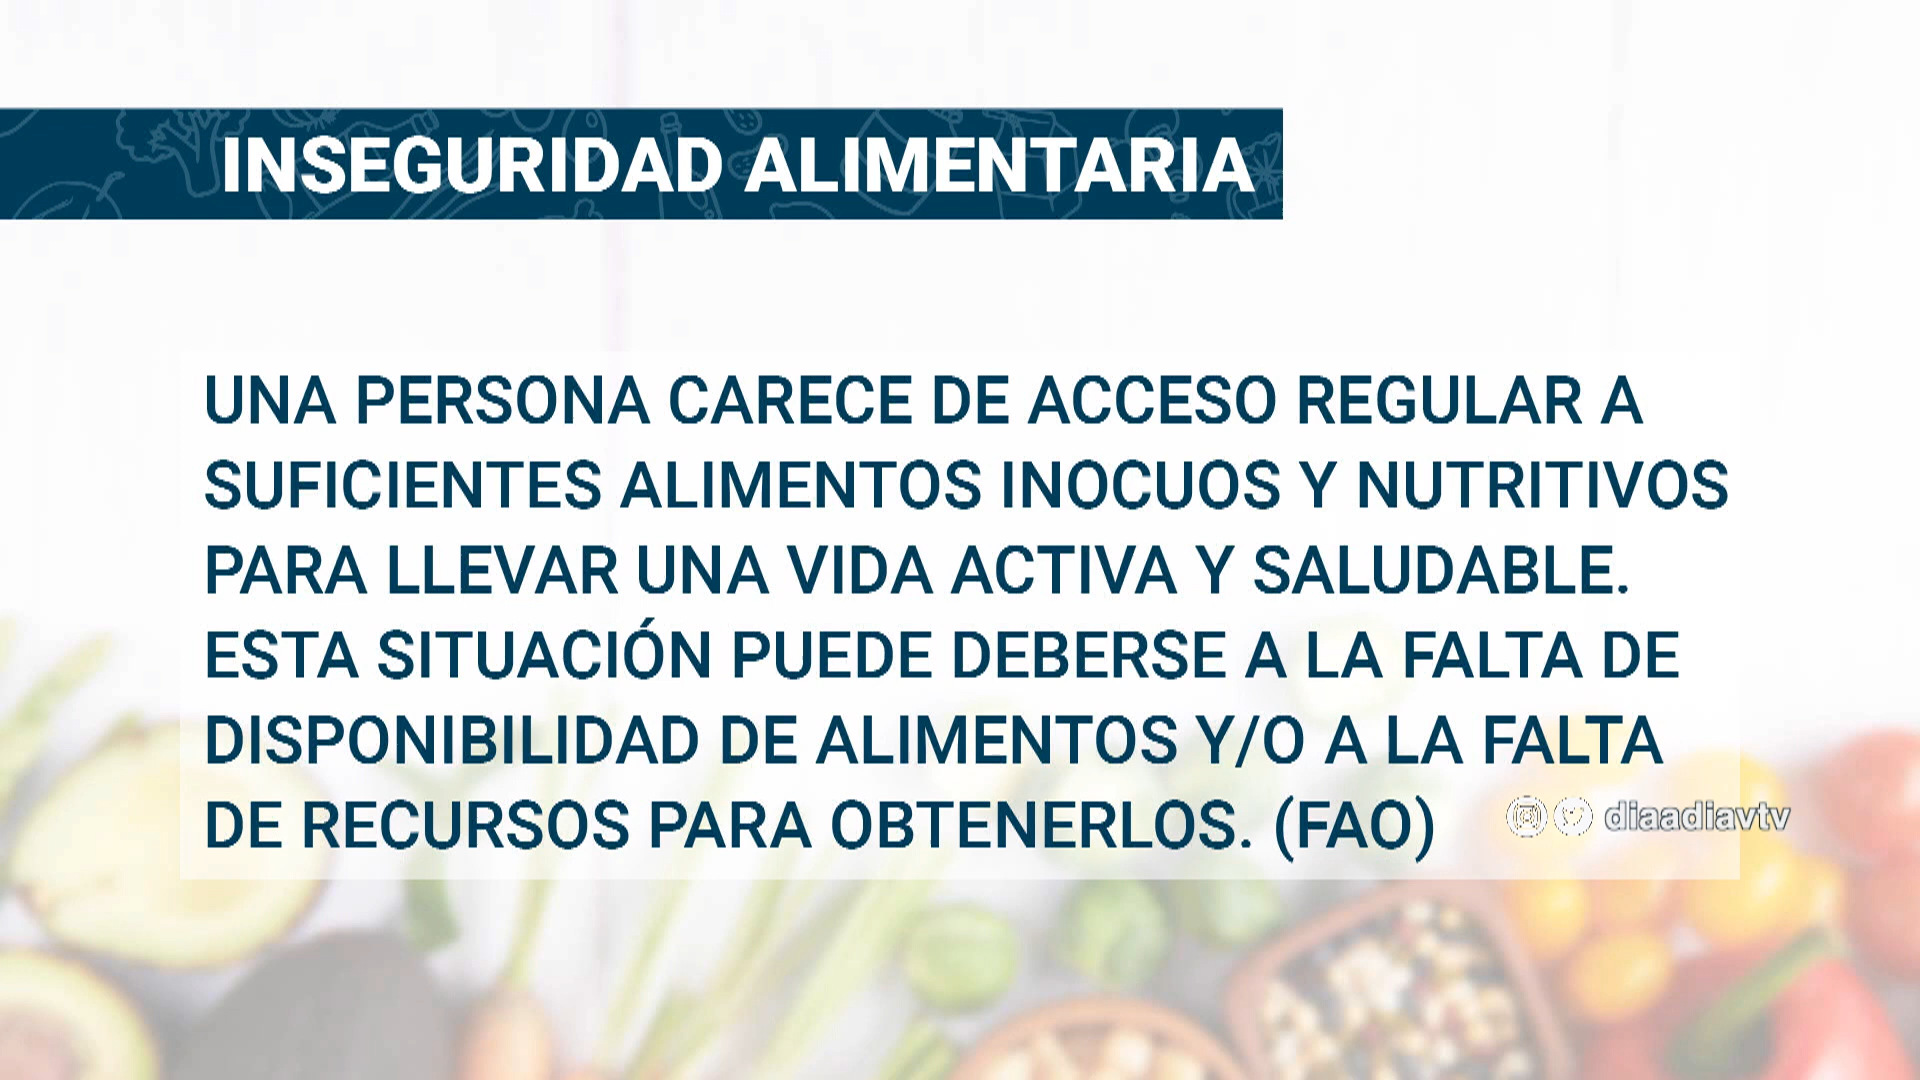 INSEGURIDAD ALIMENTARIA
UNA PERSONA CARECE DE ACCESO REGULAR A
SUFICIENTES ALIMENTOS INOCUOS Y NUTRITIVOS
PARA LLEVAR UNA VIDA ACTIVA Y SALUDABLE.
ESTA SITUACIÓN PUEDE DEBERSE A LA FALTA DE
DISPONIBILIDAD DE ALIMENTOS Y/O A LA FALTA
DE RECURSOS PARA OBTENERLOS. (FAO)
diaadiavtv